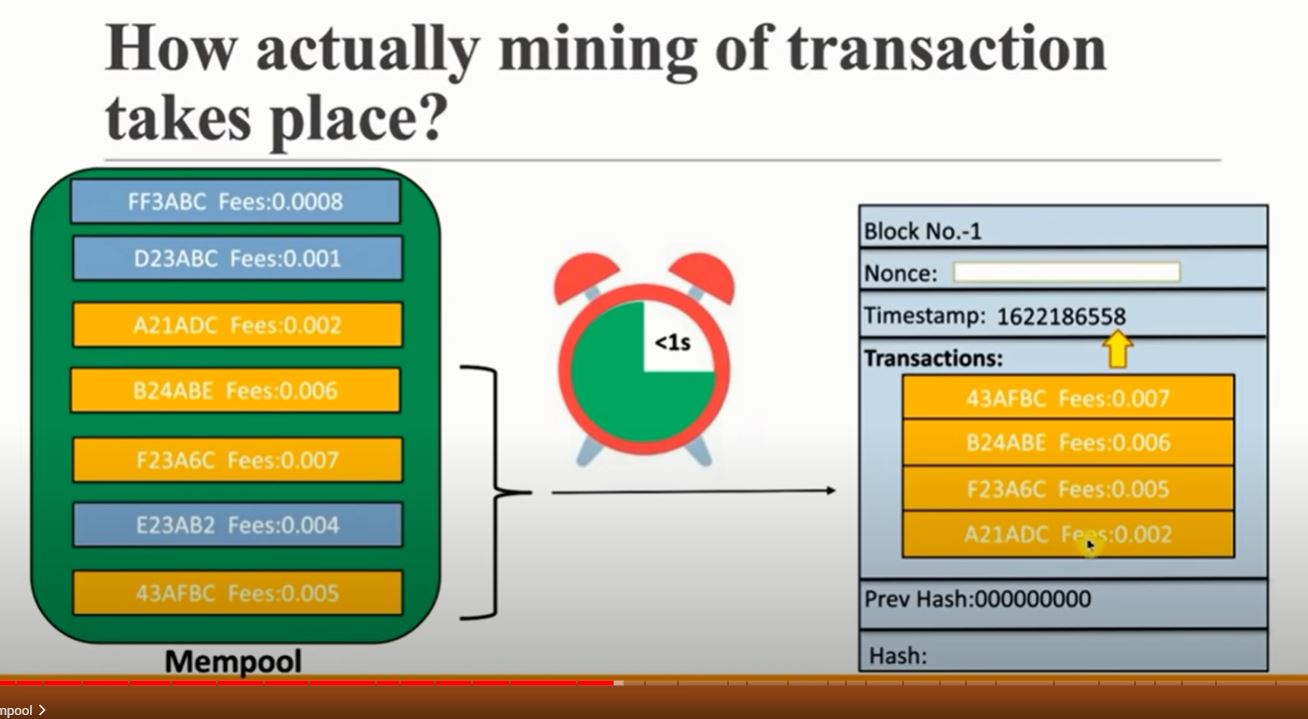 How actually mining of transaction
takes place?
FF3ABC Fees:0.0008
D23ABC Fees:0.001
A21ADC Fees:0.002
B24ABE Fees:0.006
F23A6C Fees:0.007
E23AB2 Fees:0.004
43AFBC Fees:0.005
Mempool
<1s
Block No.-1
Nonce:
Timestamp: 1622186558
Transactions:
43AFBC Fees:0.007
B24ABE Fees:0.006
F23A6C Fees:0.005
A21ADC Fees:0.002
Prev Hash:000000000
Hash:
mpool >